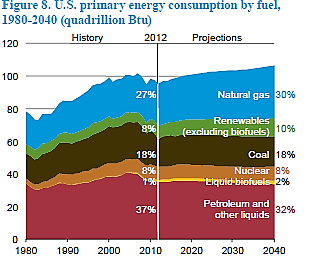 Figure 8. U.S. primary energy consumption by fuel,
1980-2040 (quadrillion Btu)
120 History 2012 Projections
100
80
60
40
20
0
27% Natural gas 30%
8% Renewables
(excluding biofuels) 11%
18% Coal 18%
8% Nuclear 8%
1% Liquid biofuels 2%
37% Petroleum and
other liquids 32%
1980 1990 2000 2010 2020 2030 2040